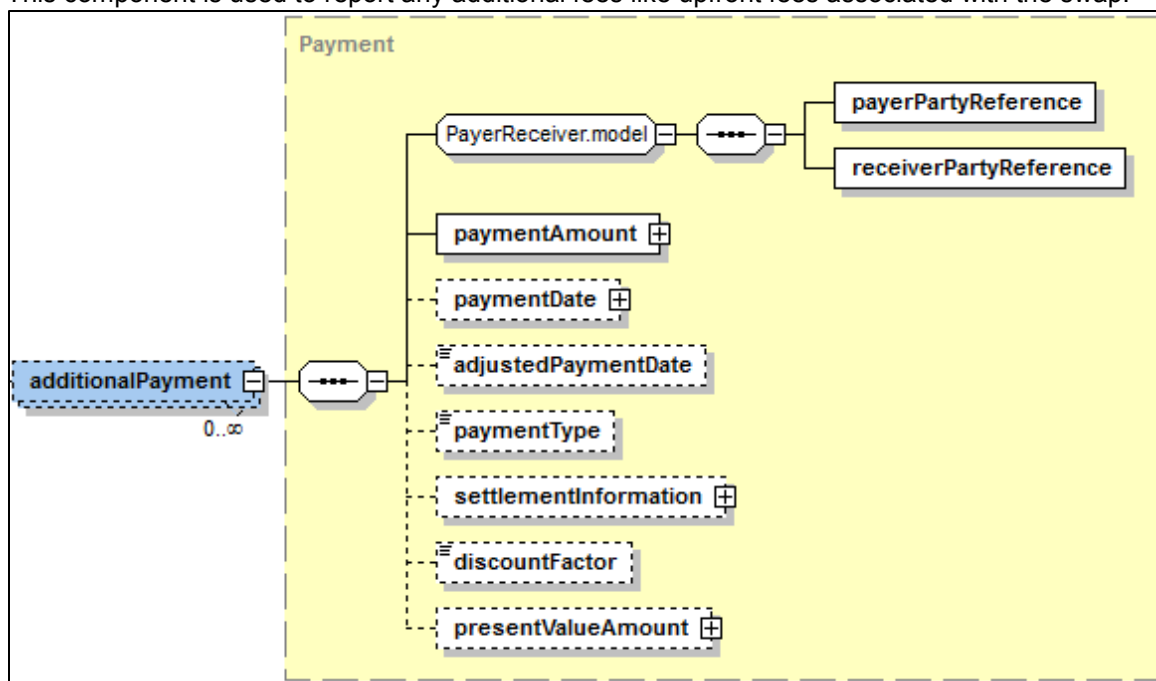 This component is used to report any additional fees like upfront fees associated with the swap.
Payment
payerPartyReference
PayerReceiver.model
receiverPartyReference
paymentAmount
paymentDate
adjustedPaymentDate
additionalPayment
0..∞
paymentType
settlementInformation
discountFactor
presentValueAmount